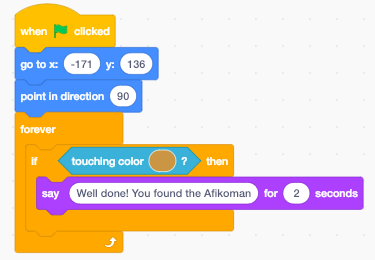 when clicked
go to x: -171 y: 136
point in direction 90
forever
if touching color ? then
say Well done! You found the Afikoman for 2 seconds